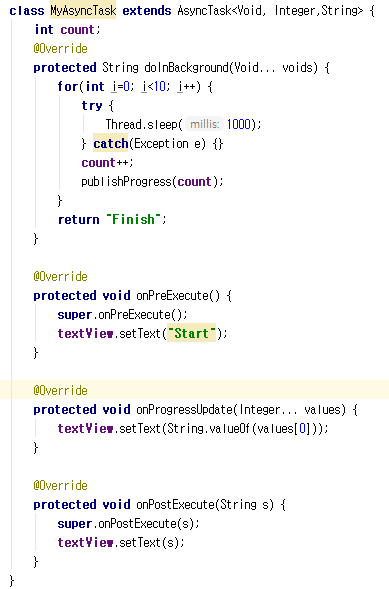 class MyAsyncTask extends AsyncTask<Void, Integer,String> {
int count;
@Override
protected String doInBackground(Void... voids) {
for(int i=0; i<10; i++) {
try {
Thread.sleep( millis: 1000);
} catch(Exception e) {}
count++;
publishProgress(count);
}
return "Finish";
}
@Override
protected void onPreExecute() {
super.onPreExecute();
textView.setText("Start");
}
@Override
protected void onProgressUpdate(Integer... values) {
textView.setText(String.valueOf(values[0]));
}
@Override
protected void onPostExecute(String s) {
super.onPostExecute(s);
textView.setText(s);
}
}